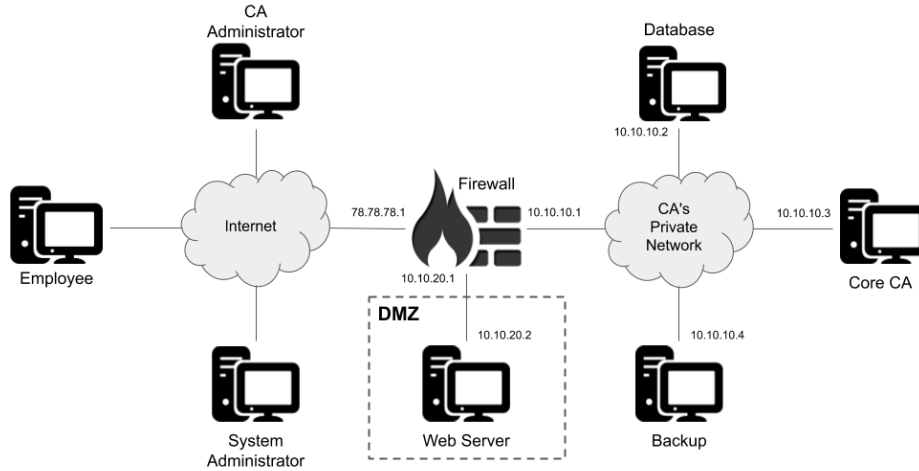 CA
Administrator
Database
10.10.10.2
Employee
Internet
78.78.78.1
Firewall
10.10.10.1
10.10.20.1
CA's
Private
Network
10.10.10.3
Core CA
DMZ
10.10.20.2
10.10.10.4
System
Administrator
Web Server
Backup